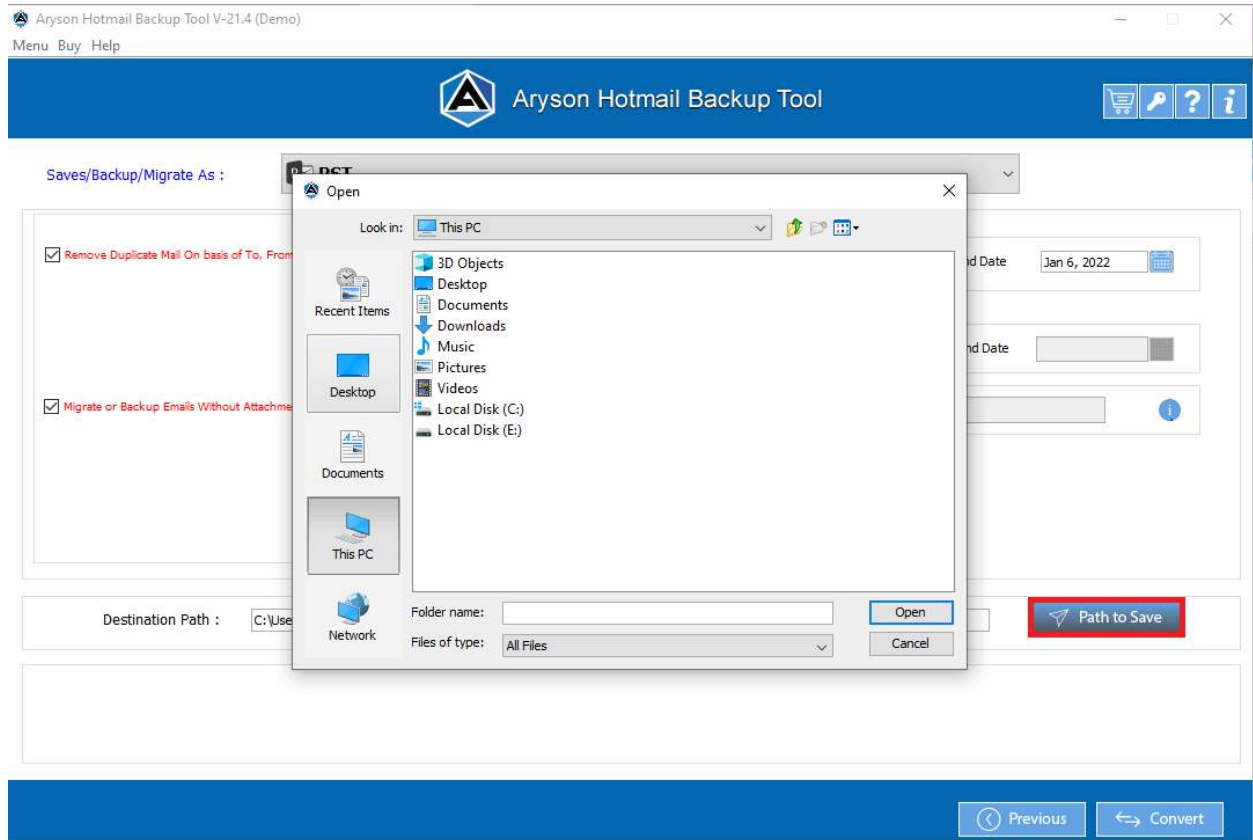 Aryson Hotmail Backup Tool V-21.4 (Demo)
Menu Buy Help
Aryson Hotmail Backup Tool
Saves/Backup/Migrate As :
PST
Open
Look in: This PC
Remove Duplicate Mail On basis of To, From
3D Objects
Desktop
Documents
Downloads
Music
Pictures
Videos
Local Disk (C:)
Local Disk (E:)
Recent Items
Desktop
Documents
This PC
Network
Date
Jan 6, 2022
Date
Migrate or Backup Emails Without
Folder name:
Open
Files of type: All Files
Cancel
Destination Path :
Path to Save
Previous
Convert